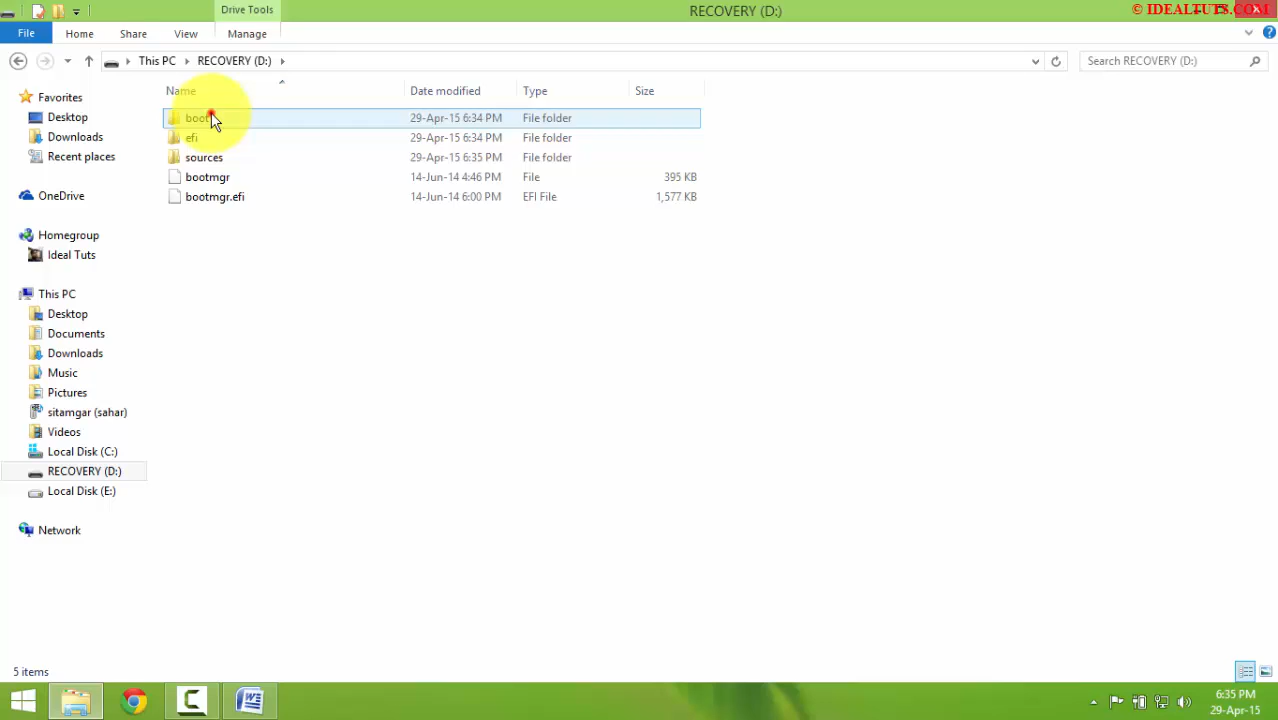 Drive Tools
RECOVERY (D:)
© IDEALTUTS.COM
File Home Share View Manage
This PC RECOVERY (D:)
Search RECOVERY (D:)
Name Date modified Type Size
boot 29-Apr-15 6:34 PM File folder
efi 29-Apr-15 6:34 PM File folder
sources 29-Apr-15 6:35 PM File folder
bootmgr 14-Jun-14 4:46 PM File 395 KB
bootmgr.efi 14-Jun-14 6:00 PM EFI File 1,577 KB
Favorites
Desktop
Downloads
Recent places
OneDrive
Homegroup
Ideal Tuts
This PC
Desktop
Documents
Downloads
Music
Pictures
sitamgar (sahar)
Videos
Local Disk (C:)
RECOVERY (D:)
Local Disk (E:)
Network
5 items
6:35 PM
29-Apr-15